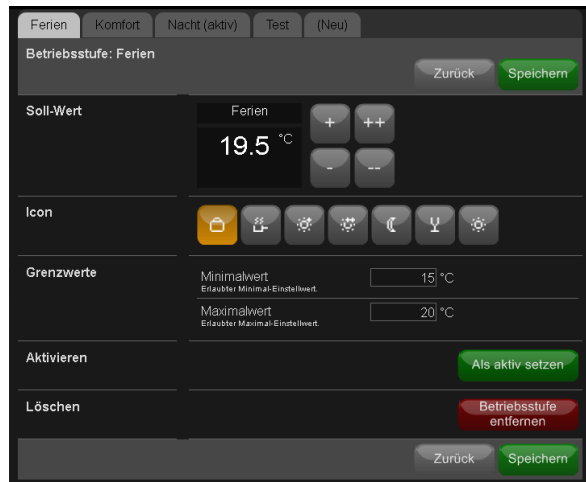 Ferien Komfort Nacht (aktiv) Test (Neu)
Betriebsstufe: Ferien
Zurück Speichern
Soll-Wert
Ferien
19.5 °C
+ ++
- --
Icon
Grenzwerte
Minimalwert 15 °C
Erlaubter Minimal-Einstellwert.
Maximalwert 20 °C
Erlaubter Maximal-Einstellwert.
Aktivieren
Als aktiv setzen
Löschen
Betriebsstufe
entfernen
Zurück Speichern